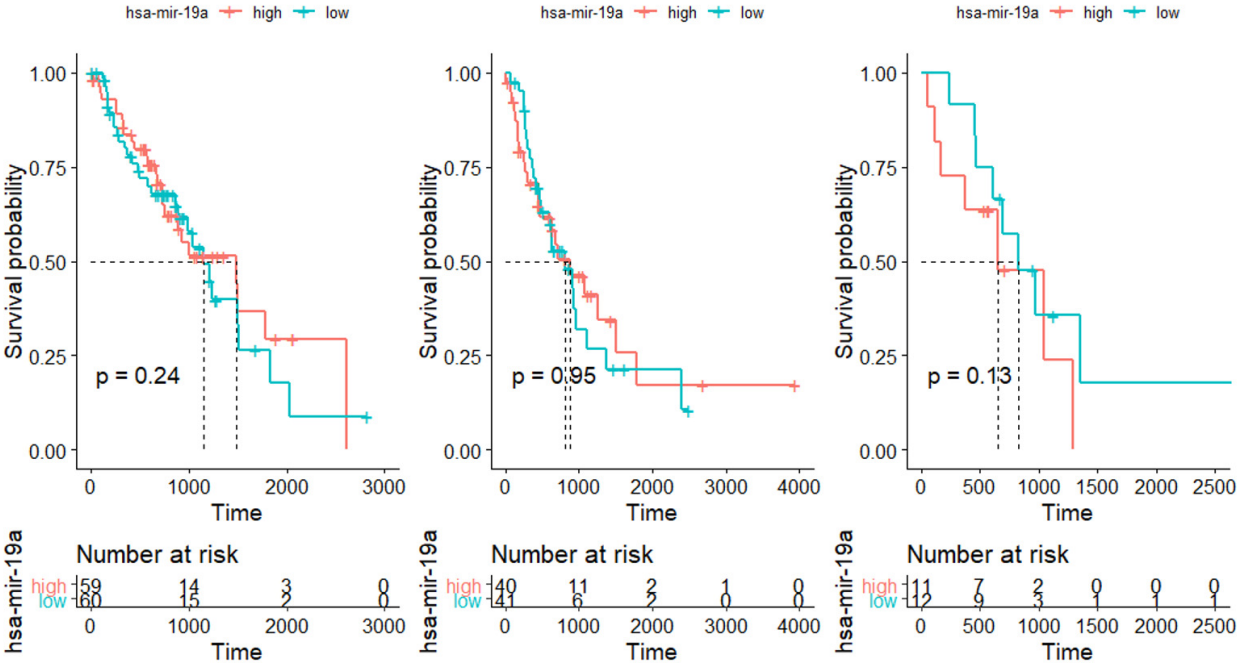 hsa-mir-19a high low
1.00
0.75
0.50
0.25
0.00
Survival probability
p = 0.24
0 1000 2000 3000
Time
hsa-mir-19a
Number at risk
high 59 14 3 0
low 60 15 2 0
0 1000 2000 3000
Time
hsa-mir-19a high low
1.00
0.75
0.50
0.25
0.00
Survival probability
p = 0.95
0 1000 2000 3000 4000
Time
hsa-mir-19a
Number at risk
high 40 11 2 1 0
low 41 6 2 0 0
0 1000 2000 3000 4000
Time
hsa-mir-19a high low
1.00
0.75
0.50
0.25
0.00
Survival probability
p = 0.13
0 500 1000 1500 2000 2500
Time
hsa-mir-19a
Number at risk
high 11 7 2 0 0 0
low 12 9 3 1 1 1
0 500 1000 1500 2000 2500
Time